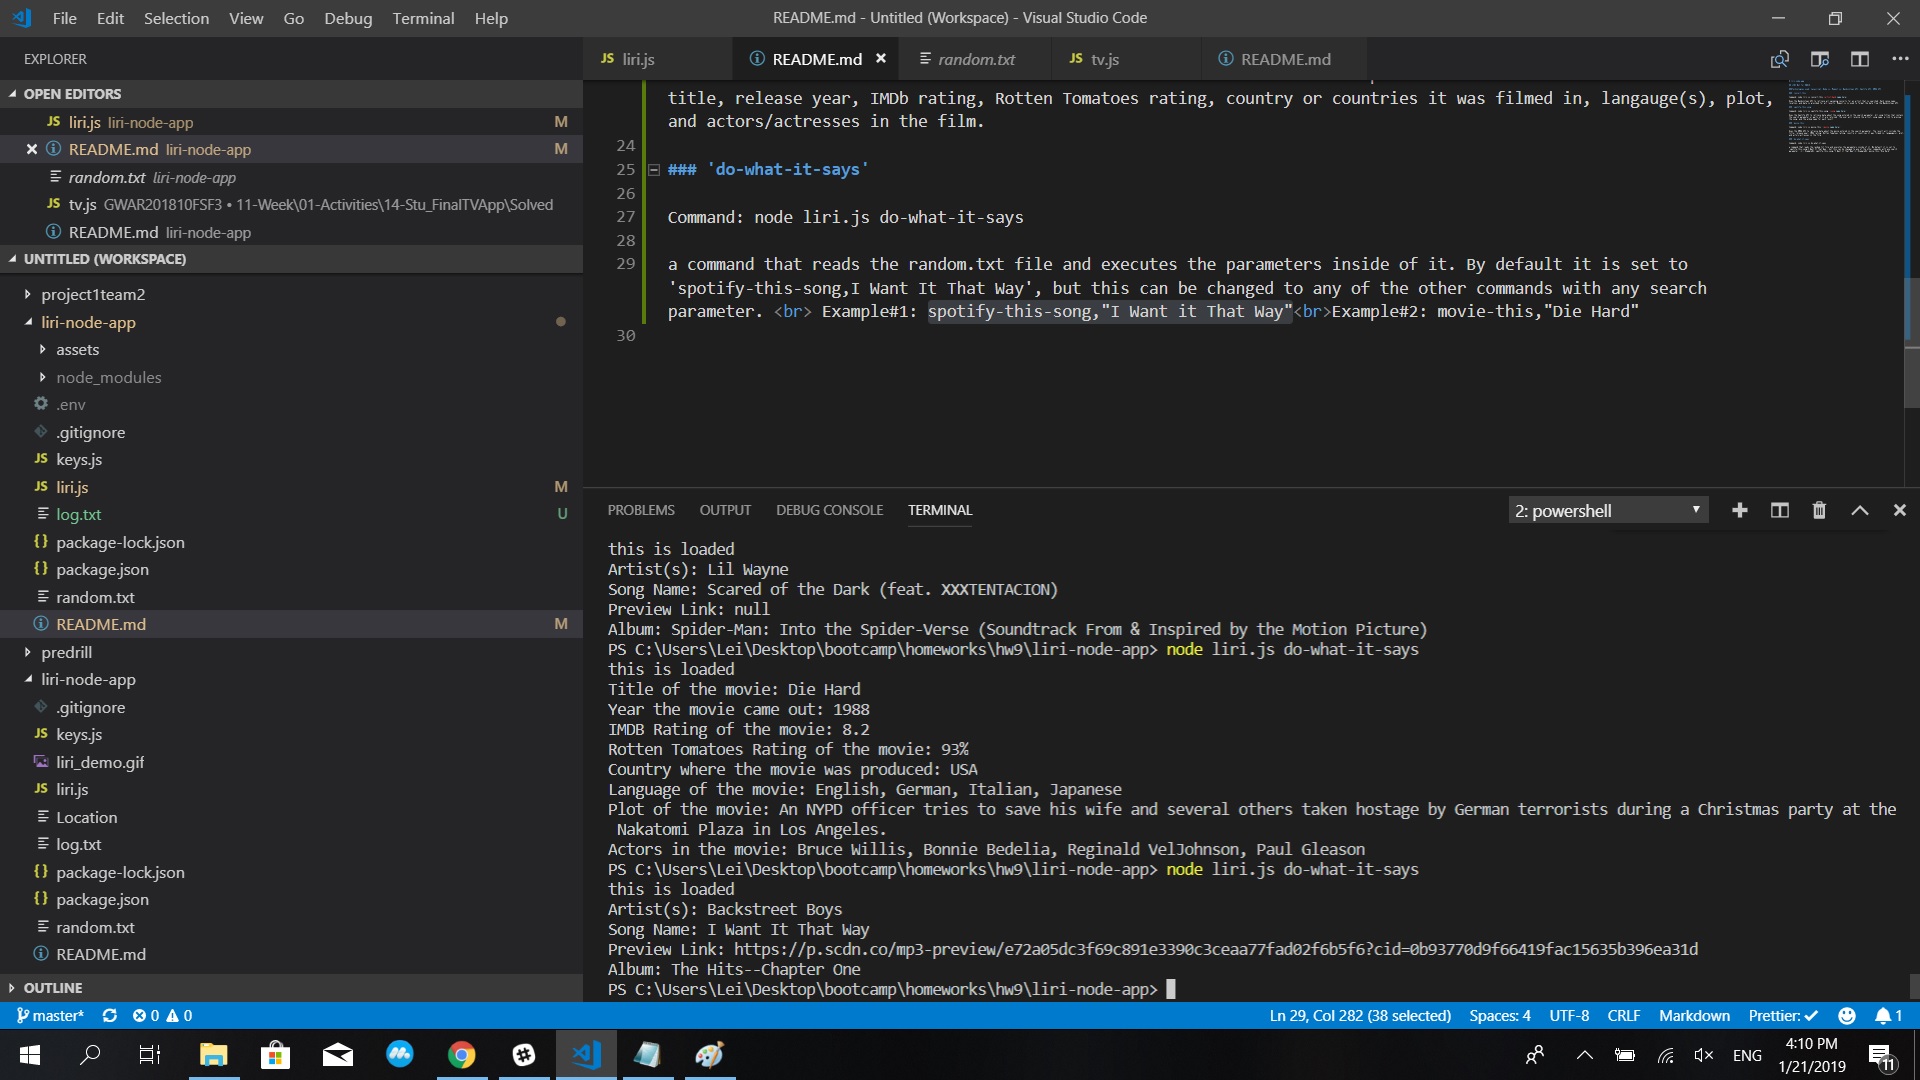 File Edit Selection View Go Debug Terminal Help
README.md - Untitled (Workspace) - Visual Studio Code
EXPLORER
OPEN EDITORS
JS liri.js liri-node-app M
README.md liri-node-app M
random.txt liri-node-app
JS tv.js GWAR201810FSF3 • 11-Week\01-Activities\14-Stu_FinalTVApp\Solved
README.md liri-node-app
UNTITLED (WORKSPACE)
project1team2
liri-node-app
assets
node_modules
.env
.gitignore
JS keys.js
JS liri.js M
log.txt U
{} package-lock.json
{} package.json
random.txt
README.md M
predrill
liri-node-app
.gitignore
JS keys.js
liri_demo.gif
JS liri.js
Location
log.txt
{} package-lock.json
{} package.json
random.txt
README.md
OUTLINE
JS liri.js README.md random.txt JS tv.js README.md
title, release year, IMDb rating, Rotten Tomatoes rating, country or countries it was filmed in, langauge(s), plot,
and actors/actresses in the film.
24
25 ### 'do-what-it-says'
26
27 Command: node liri.js do-what-it-says
28
29 a command that reads the random.txt file and executes the parameters inside of it. By default it is set to
'spotify-this-song,I Want It That Way', but this can be changed to any of the other commands with any search
parameter. <br> Example#1: spotify-this-song,"I Want it That Way"<br>Example#2: movie-this,"Die Hard"
30
PROBLEMS OUTPUT DEBUG CONSOLE TERMINAL 2: powershell
this is loaded
Artist(s): Lil Wayne
Song Name: Scared of the Dark (feat. XXXTENTACION)
Preview Link: null
Album: Spider-Man: Into the Spider-Verse (Soundtrack From & Inspired by the Motion Picture)
PS C:\Users\Lei\Desktop\bootcamp\homeworks\hw9\liri-node-app> node liri.js do-what-it-says
this is loaded
Title of the movie: Die Hard
Year the movie came out: 1988
IMDB Rating of the movie: 8.2
Rotten Tomatoes Rating of the movie: 93%
Country where the movie was produced: USA
Language of the movie: English, German, Italian, Japanese
Plot of the movie: An NYPD officer tries to save his wife and several others taken hostage by German terrorists during a Christmas party at the
Nakatomi Plaza in Los Angeles.
Actors in the movie: Bruce Willis, Bonnie Bedelia, Reginald VelJohnson, Paul Gleason
PS C:\Users\Lei\Desktop\bootcamp\homeworks\hw9\liri-node-app> node liri.js do-what-it-says
this is loaded
Artist(s): Backstreet Boys
Song Name: I Want It That Way
Preview Link: https://p.scdn.co/mp3-preview/e72a05dc3f69c891e3390c3ceaa77fad02f6b5f6?cid=0b93770d9f66419fac15635b396ea31d
Album: The Hits--Chapter One
PS C:\Users\Lei\Desktop\bootcamp\homeworks\hw9\liri-node-app>
master* 0 0 Ln 29, Col 282 (38 selected) Spaces: 4 UTF-8 CRLF Markdown Prettier: 1
ENG 4:10 PM
1/21/2019 11